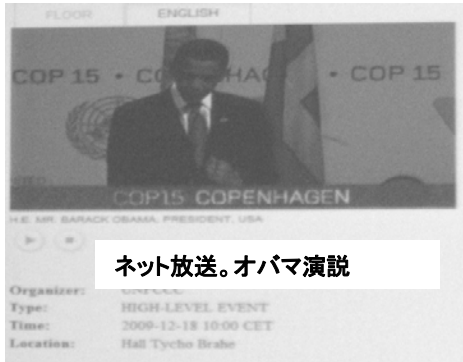 FLOOR ENGLISH
COP 15 • COPENHAGEN • COP 15
COP15 COPENHAGEN
H.E. MR. BARACK OBAMA, PRESIDENT, USA
ネット放送。オバマ演説
Organizer: UNFCCC
Type: HIGH-LEVEL EVENT
Time: 2009-12-18 10:00 CET
Location: Hall Tycho Brahe